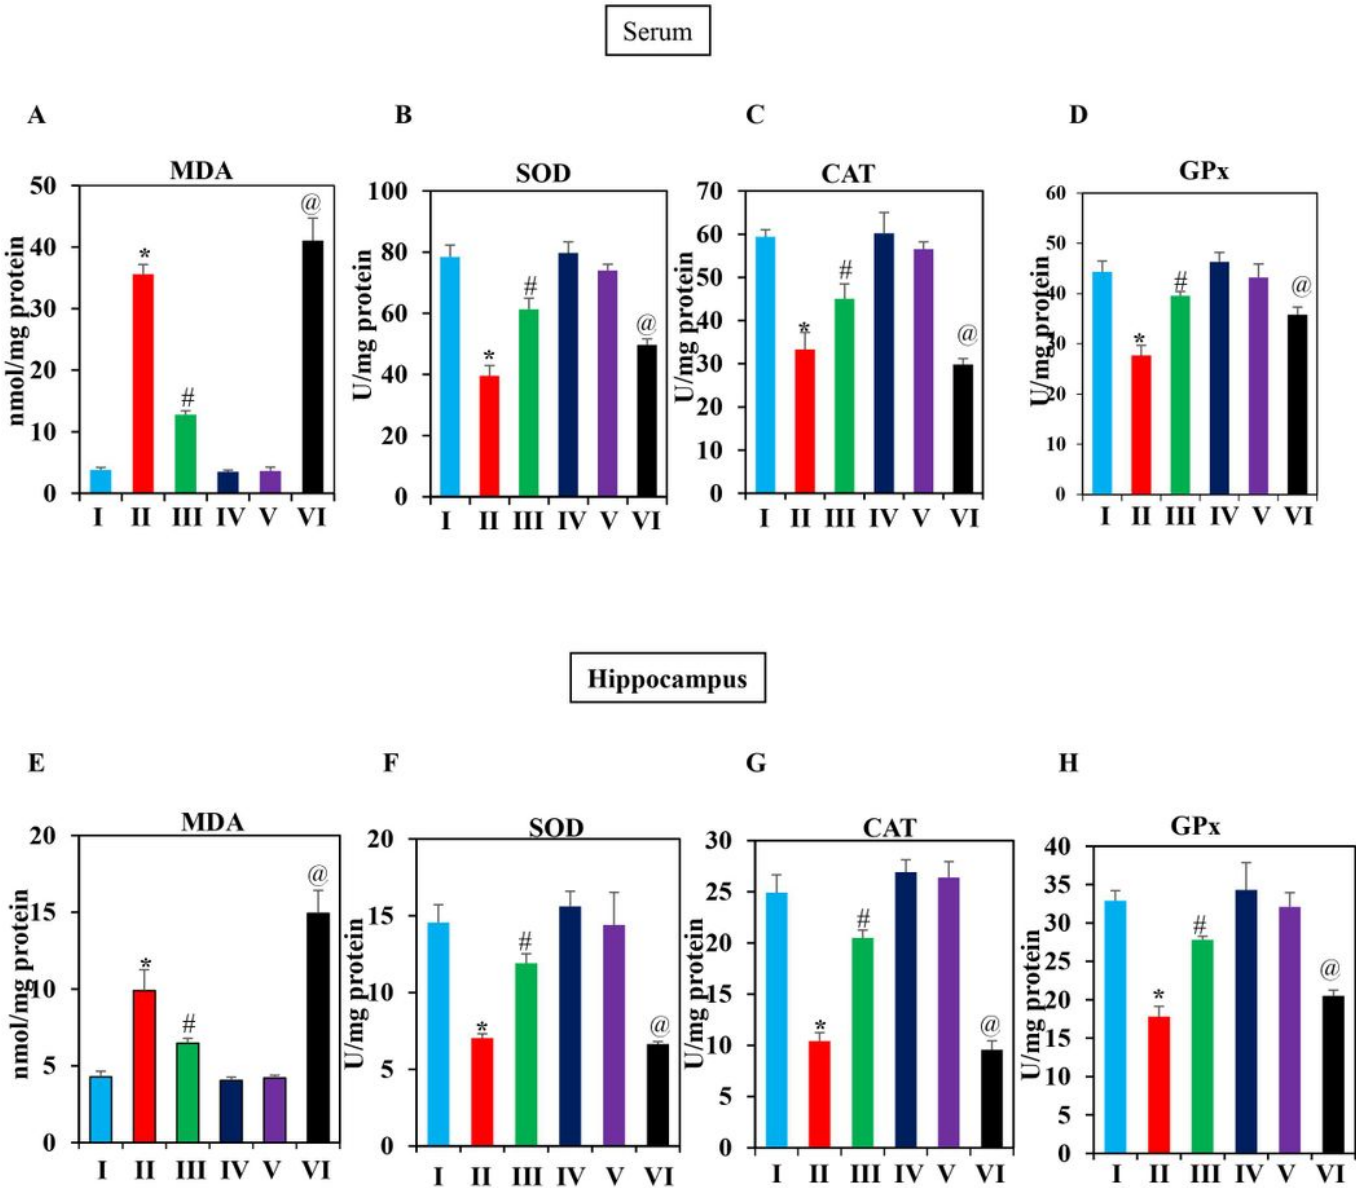 Serum
A
B
C
D
MDA
SOD
CAT
GPx
nmol/mg protein
50
40
30
20
10
0
@
*
#
I II III IV V VI
U/mg protein
100
80
60
40
20
0
*
#
@
I II III IV V VI
U/mg protein
70
60
50
40
30
20
10
0
*
#
@
I II III IV V VI
U/mg protein
60
50
40
30
20
10
0
*
#
@
I II III IV V VI
Hippocampus
E
F
G
H
MDA
SOD
CAT
GPx
nmol/mg protein
20
15
10
5
0
*
#
@
I II III IV V VI
U/mg protein
20
15
10
5
0
*
#
@
I II III IV V VI
U/mg protein
30
25
20
15
10
5
0
*
#
@
I II III IV V VI
U/mg protein
40
35
30
25
20
15
10
5
0
*
#
@
I II III IV V VI